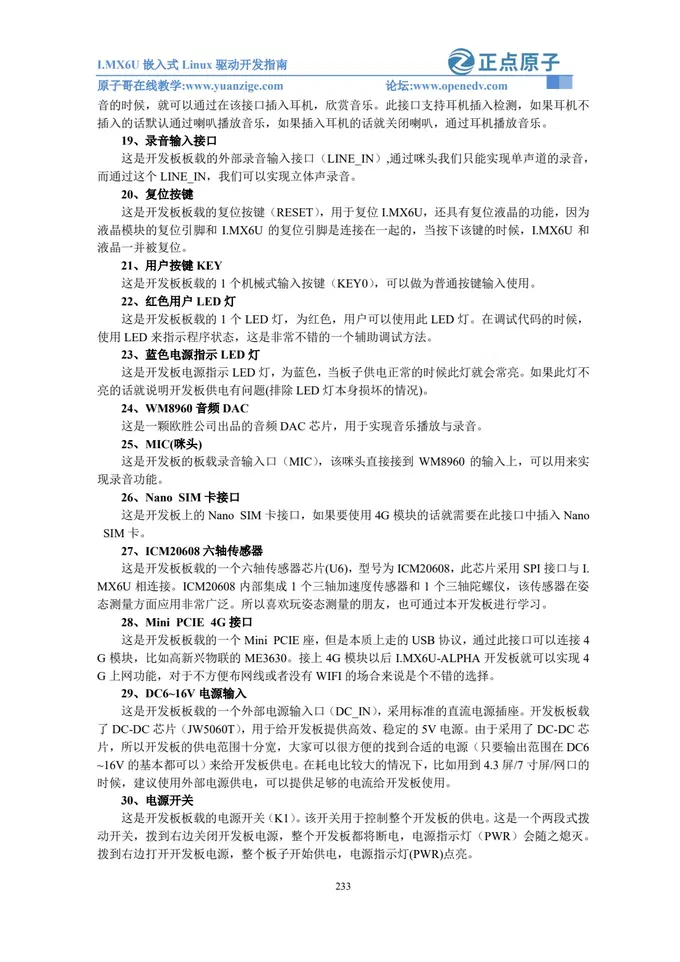 I.MX6U 嵌入式 Linux 驱动开发指南
正点原子
原子哥在线教学:www.yuanzige.com
论坛:www.openedv.com
音的时候，就可以通过在该接口插入耳机，欣赏音乐。此接口支持耳机插入检测，如果耳机不
插入的话默认通过喇叭播放音乐，如果插入耳机的话就关闭喇叭，通过耳机播放音乐。
19、录音输入接口
这是开发板板载的外部录音输入接口（LINE_IN）,通过咪头我们只能实现单声道的录音，
而通过这个 LINE_IN，我们可以实现立体声录音。
20、复位按键
这是开发板板载的复位按键（RESET），用于复位 I.MX6U，还具有复位液晶的功能，因为
液晶模块的复位引脚和 I.MX6U 的复位引脚是连接在一起的，当按下该键的时候，I.MX6U 和
液晶一并被复位。
21、用户按键 KEY
这是开发板板载的 1 个机械式输入按键（KEY0），可以做为普通按键输入使用。
22、红色用户 LED 灯
这是开发板板载的 1 个 LED 灯，为红色，用户可以使用此 LED 灯。在调试代码的时候，
使用 LED 来指示程序状态，这是非常不错的一个辅助调试方法。
23、蓝色电源指示 LED 灯
这是开发板电源指示 LED 灯，为蓝色，当板子供电正常的时候此灯就会常亮。如果此灯不
亮的话就说明开发板供电有问题(排除 LED 灯本身损坏的情况)。
24、WM8960 音频 DAC
这是一颗欧胜公司出品的音频 DAC 芯片，用于实现音乐播放与录音。
25、MIC(咪头)
这是开发板的板载录音输入口（MIC），该咪头直接接到 WM8960 的输入上，可以用来实
现录音功能。
26、Nano SIM 卡接口
这是开发板上的 Nano SIM 卡接口，如果要使用 4G 模块的话就需要在此接口中插入 Nano
SIM 卡。
27、ICM20608 六轴传感器
这是开发板板载的一个六轴传感器芯片(U6)，型号为 ICM20608，此芯片采用 SPI 接口与 I.
MX6U 相连接。ICM20608 内部集成 1 个三轴加速度传感器和 1 个三轴陀螺仪，该传感器在姿
态测量方面应用非常广泛。所以喜欢玩姿态测量的朋友，也可通过本开发板进行学习。
28、Mini PCIE 4G 接口
这是开发板板载的一个 Mini PCIE 座，但是本质上走的 USB 协议，通过此接口可以连接 4
G 模块，比如高新兴物联的 ME3630。接上 4G 模块以后 I.MX6U-ALPHA 开发板就可以实现 4
G 上网功能，对于不方便布网线或者没有 WIFI 的场合来说是个不错的选择。
29、DC6~16V 电源输入
这是开发板板载的一个外部电源输入口（DC_IN），采用标准的直流电源插座。开发板板载
了 DC-DC 芯片（JW5060T），用于给开发板提供高效、稳定的 5V 电源。由于采用了 DC-DC 芯
片，所以开发板的供电范围十分宽，大家可以很方便的找到合适的电源（只要输出范围在 DC6
~16V 的基本都可以）来给开发板供电。在耗电比较大的情况下，比如用到 4.3 屏/7 寸屏/网口的
时候，建议使用外部电源供电，可以提供足够的电流给开发板使用。
30、电源开关
这是开发板板载的电源开关（K1）。该开关用于控制整个开发板的供电。这是一个两段式拨
动开关，拨到右边关闭开发板电源，整个开发板都将断电，电源指示灯（PWR）会随之熄灭。
拨到右边打开开发板电源，整个板子开始供电，电源指示灯(PWR)点亮。
233